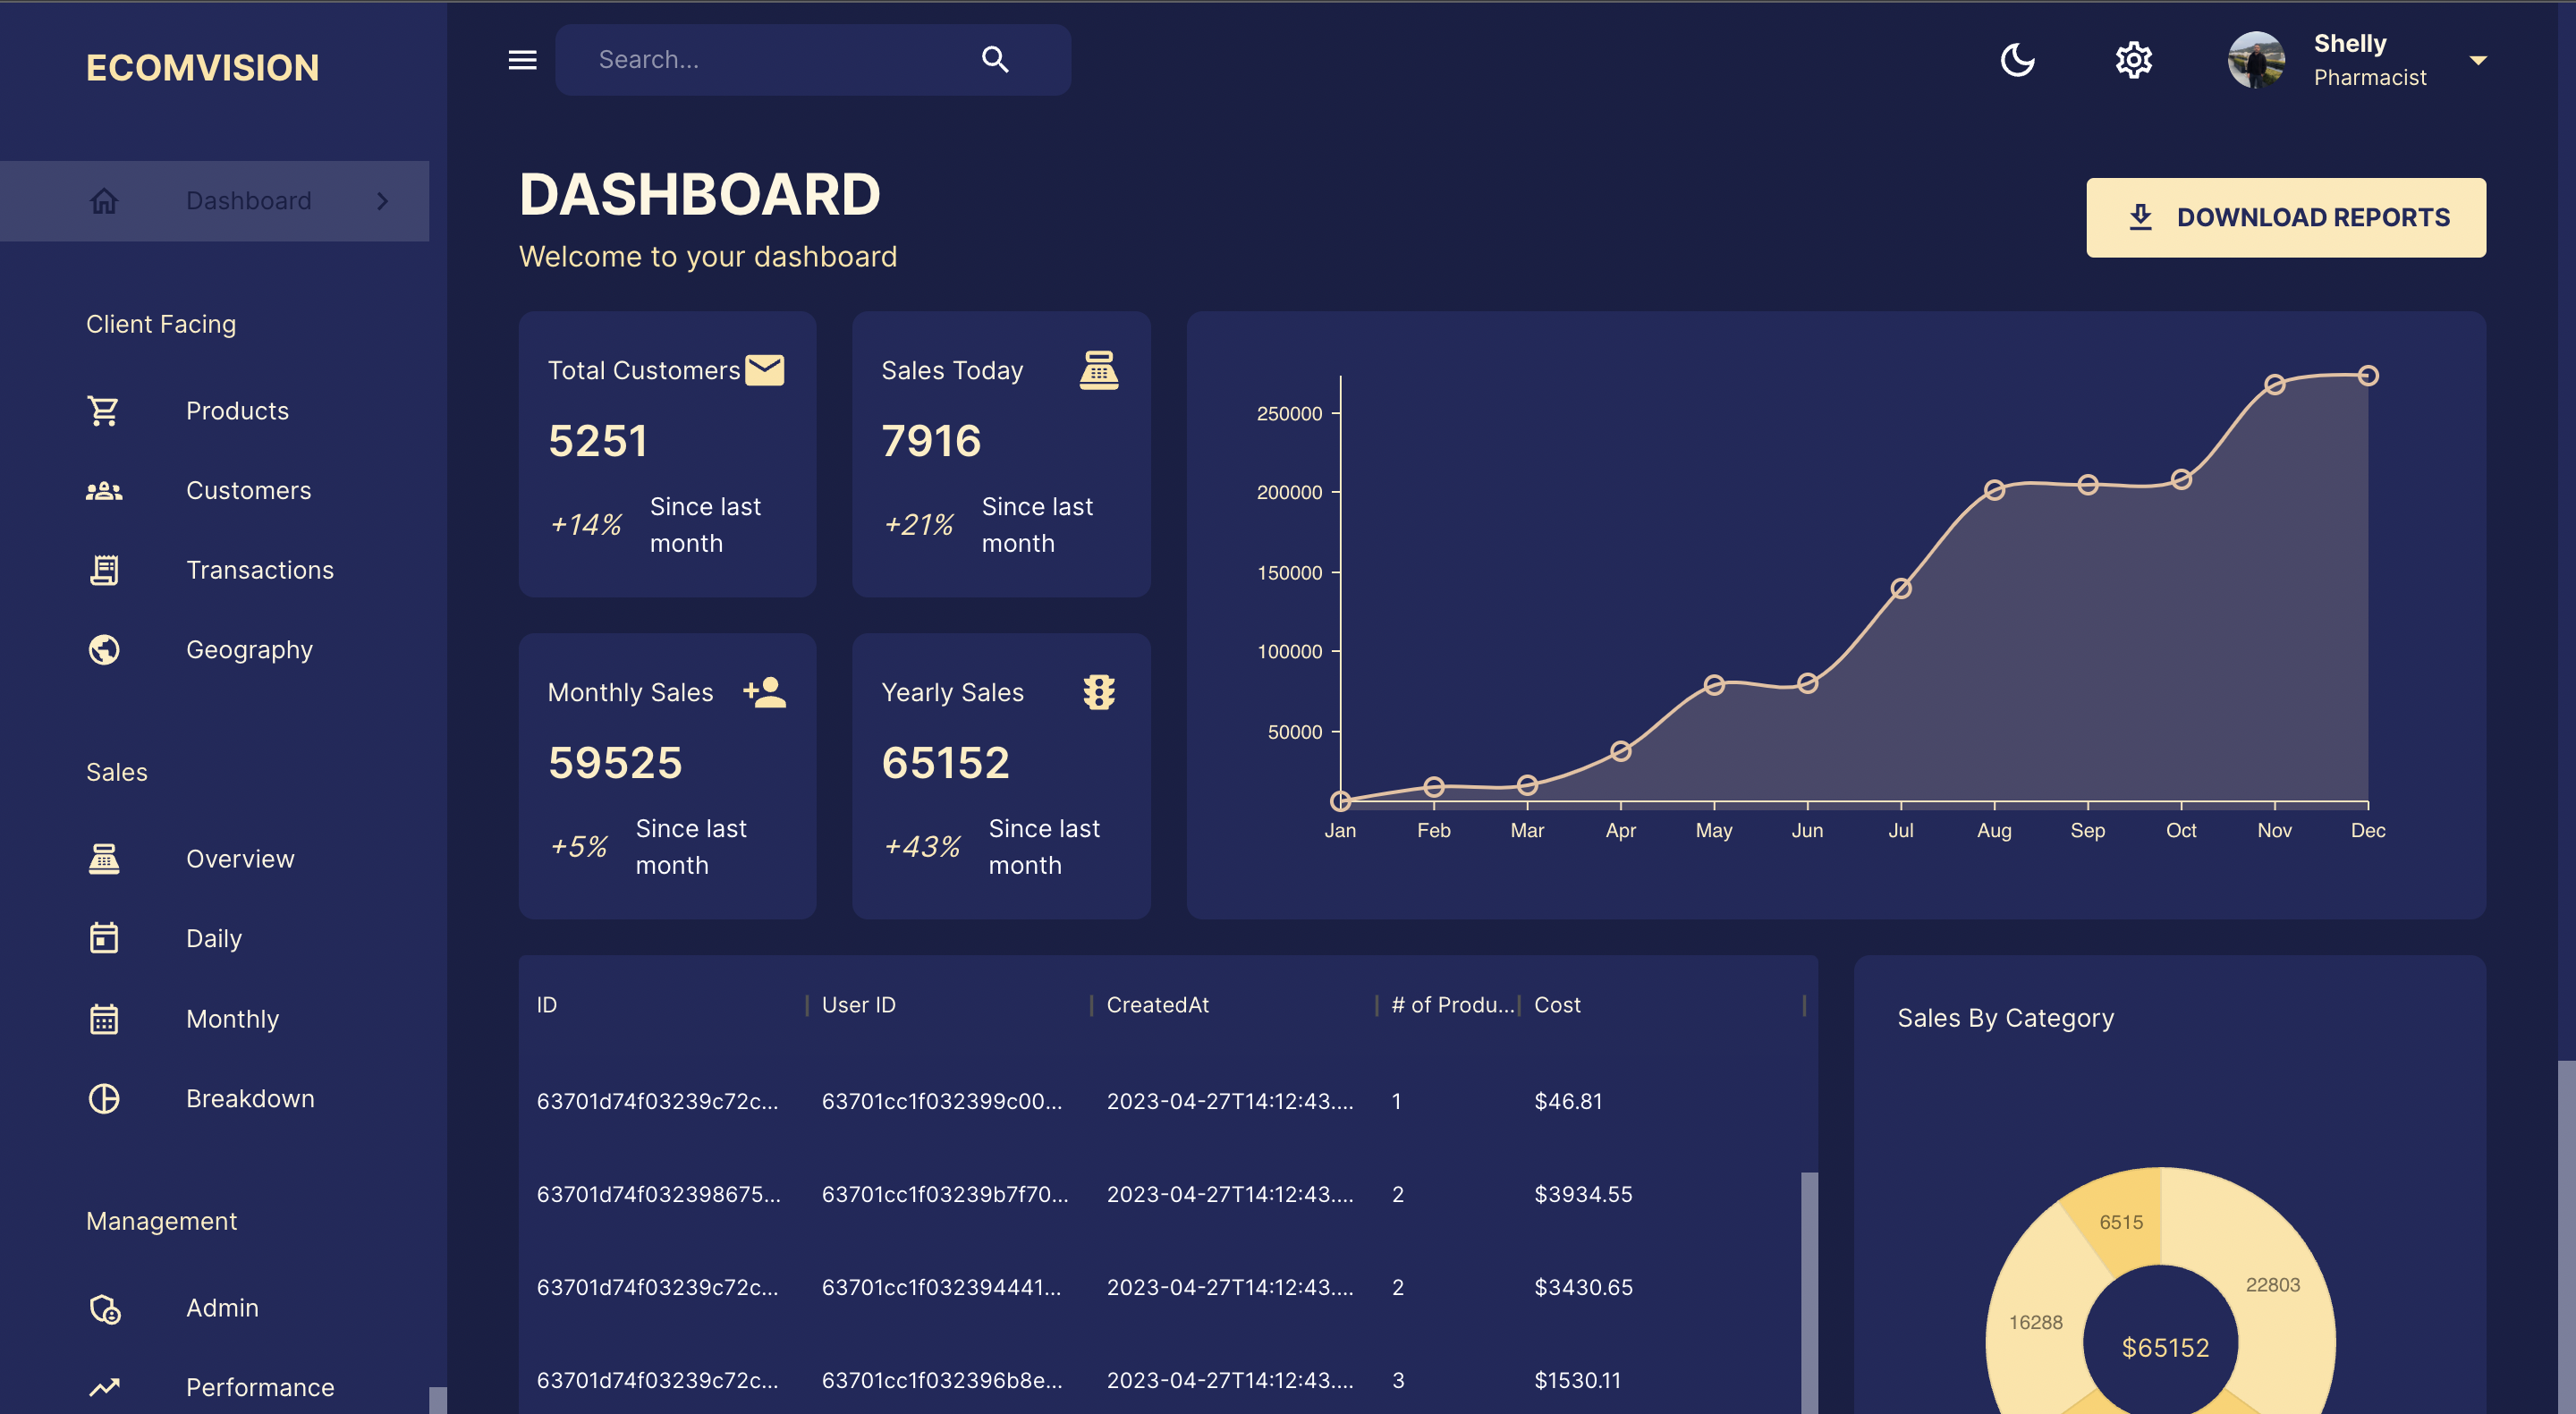 ECOMVISION
Search...
Shelly
Pharmacist
Dashboard
Client Facing
Products
Customers
Transactions
Geography
Sales
Overview
Daily
Monthly
Breakdown
Management
Admin
Performance
DASHBOARD
Welcome to your dashboard
DOWNLOAD REPORTS
Total Customers
5251
+14%
Since last
month
Sales Today
7916
+21%
Since last
month
Monthly Sales
59525
+5%
Since last
month
Yearly Sales
65152
+43%
Since last
month
250000
200000
150000
100000
50000
Jan Feb Mar Apr May Jun Jul Aug Sep Oct Nov Dec
ID User ID CreatedAt # of Produ... Cost
63701d74f03239c72c... 63701cc1f032399c00... 2023-04-27T14:12:43.... 1 $46.81
63701d74f032398675... 63701cc1f03239b7f70... 2023-04-27T14:12:43.... 2 $3934.55
63701d74f03239c72c... 63701cc1f032394441... 2023-04-27T14:12:43.... 2 $3430.65
63701d74f03239c72c... 63701cc1f032396b8e... 2023-04-27T14:12:43.... 3 $1530.11
Sales By Category
6515
22803
16288
$65152